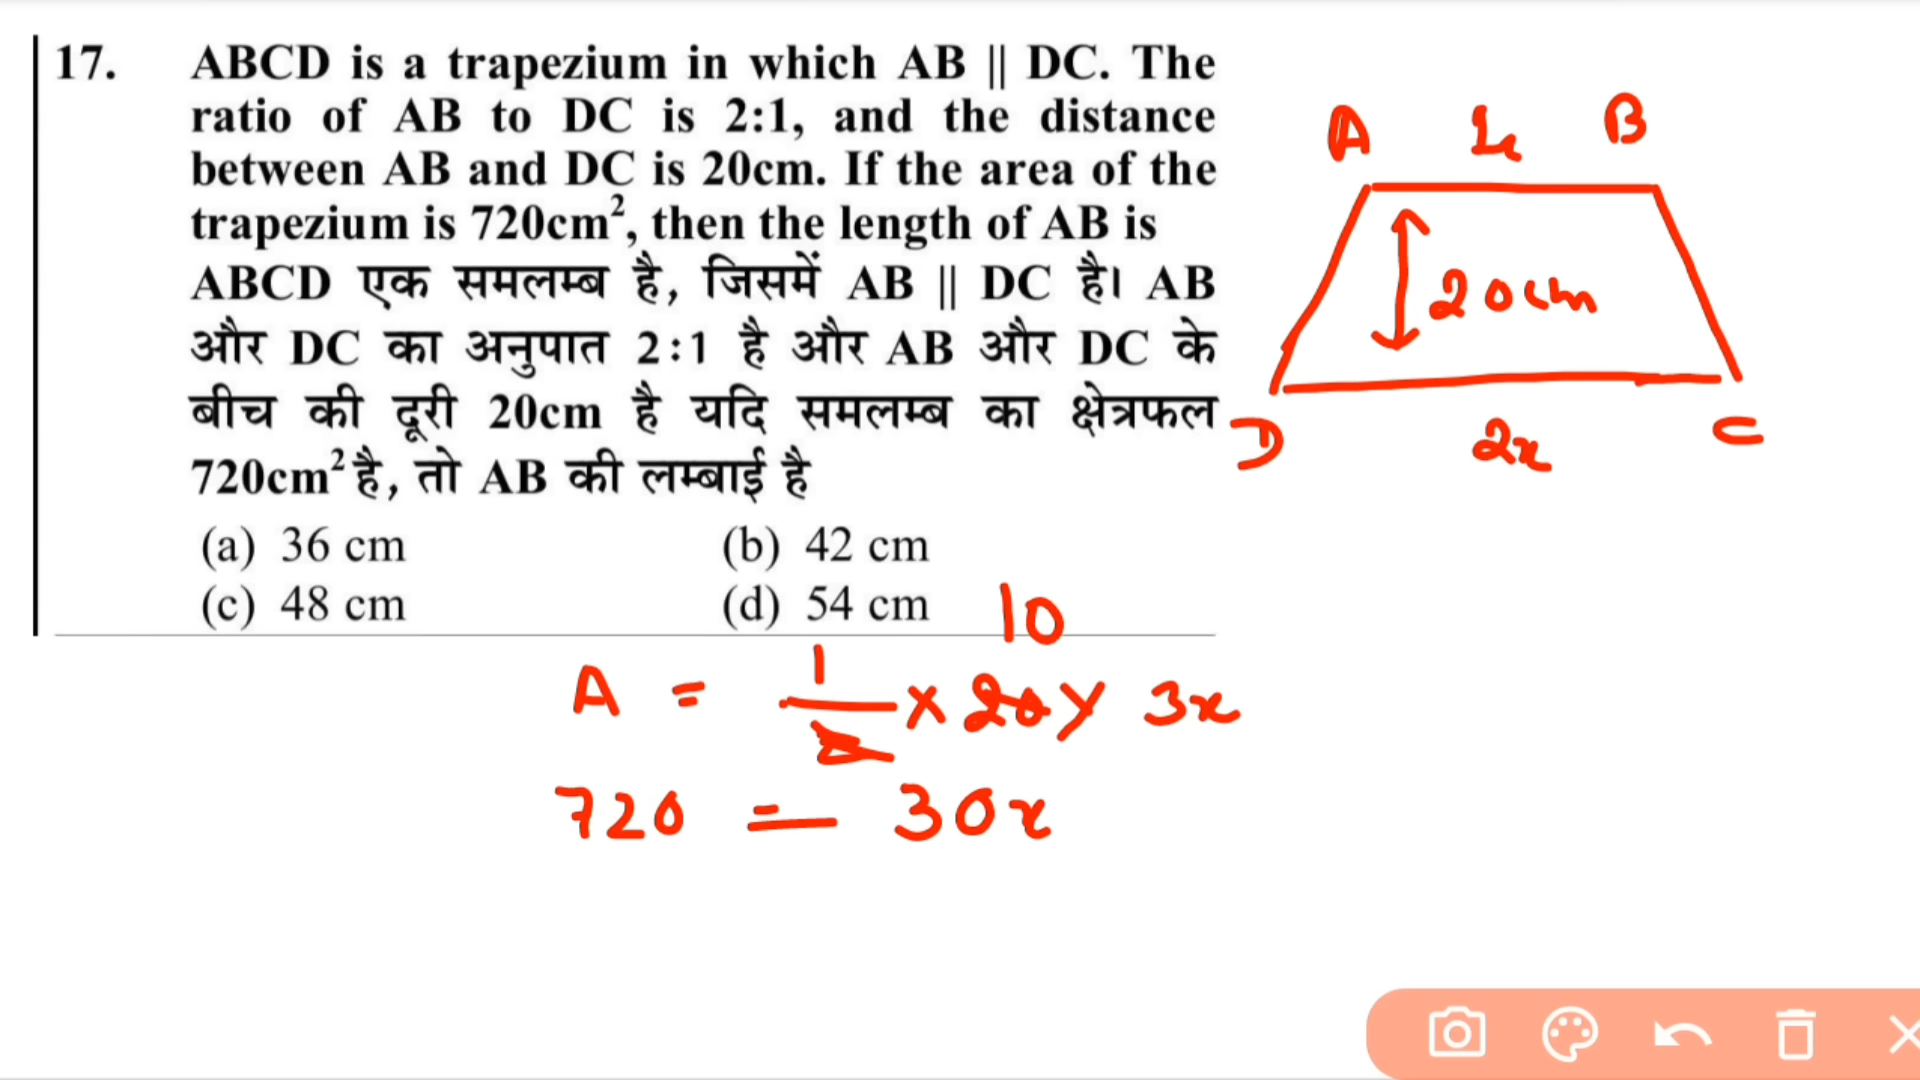 17. ABCD is a trapezium in which AB || DC. The
ratio of AB to DC is 2:1, and the distance
between AB and DC is 20cm. If the area of the
trapezium is 720cm², then the length of AB is
ABCD एक समलम्ब है, जिसमें AB || DC है। AB
और DC का अनुपात 2:1 है और AB और DC के
बीच की दूरी 20cm है यदि समलम्ब का क्षेत्रफल
720cm² है, तो AB की लम्बाई है
(a) 36 cm (b) 42 cm
(c) 48 cm (d) 54 cm
A B
20cm
D 2x C
10
A = 1/2 × 20 × 3x
720 = 30x